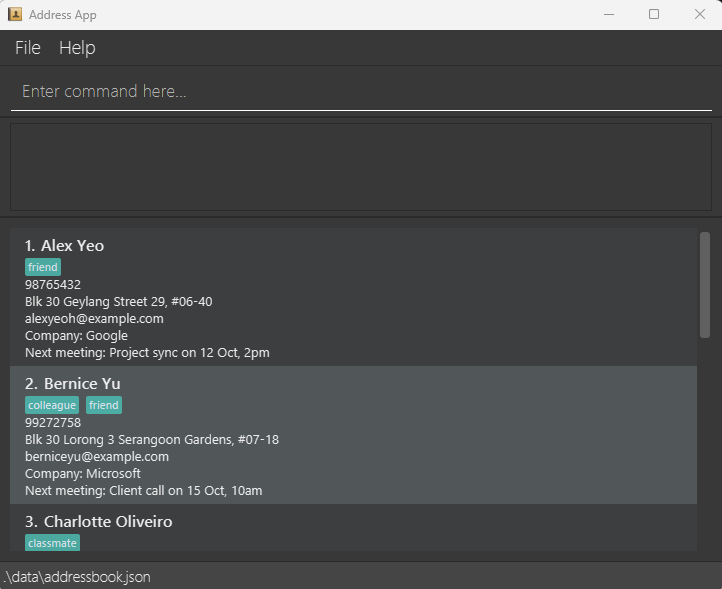 Address App
File Help
Enter command here...
1. Alex Yeo
friend
98765432
Blk 30 Geylang Street 29, #06-40
alexyeoh@example.com
Company: Google
Next meeting: Project sync on 12 Oct, 2pm
2. Bernice Yu
colleague friend
99272758
Blk 30 Lorong 3 Serangoon Gardens, #07-18
berniceyu@example.com
Company: Microsoft
Next meeting: Client call on 15 Oct, 10am
3. Charlotte Oliveiro
classmate
.\data\addressbook.json